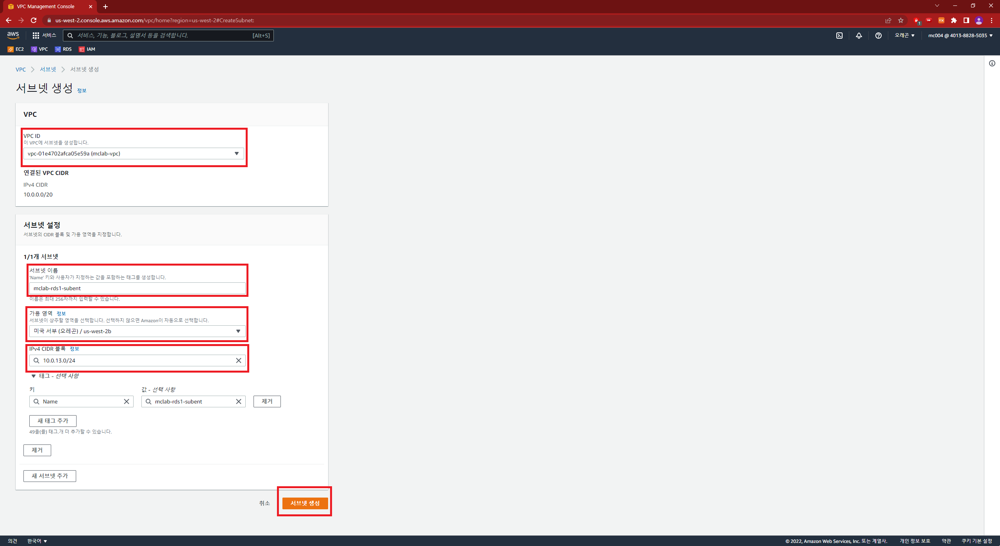 VPC Management Console
us-west-2.console.aws.amazon.com/vpc/home?region=us-west-2#CreateSubnet:
1
EX
aws
서비스
서비스, 기능, 블로그, 설명서 등을 검색합니다.
[Alt+S]
오레곤
mc004 @ 4013-8828-5035
EC2
VPC
RDS
IAM
VPC
서브넷
서브넷 생성
서브넷 생성 정보
VPC
VPC ID
이 VPC에 서브넷을 생성합니다.
vpc-01e4702afca05e59a (mclab-vpc)
연결된 VPC CIDR
IPv4 CIDR
10.0.0.0/20
서브넷 설정
서브넷의 CIDR 블록 및 가용 영역을 지정합니다.
1/1개 서브넷
서브넷 이름
'Name' 키와 사용자가 지정하는 값을 포함하는 태그를 생성합니다.
mclab-rds1-subent
이름은 최대 256자까지 입력할 수 있습니다.
가용 영역 정보
서브넷이 상주할 영역을 선택합니다. 선택하지 않으면 Amazon이 자동으로 선택합니다.
미국 서부 (오레곤) / us-west-2b
IPv4 CIDR 블록 정보
10.0.13.0/24
태그 - 선택 사항
키
값 - 선택 사항
Name
mclab-rds1-subent
제거
새 태그 추가
49을(를) 태그.개 더 추가할 수 있습니다.
제거
새 서브넷 추가
취소
서브넷 생성
의견
한국어
© 2022, Amazon Web Services, Inc. 또는 계열사.
개인 정보 보호
약관
쿠키 기본 설정